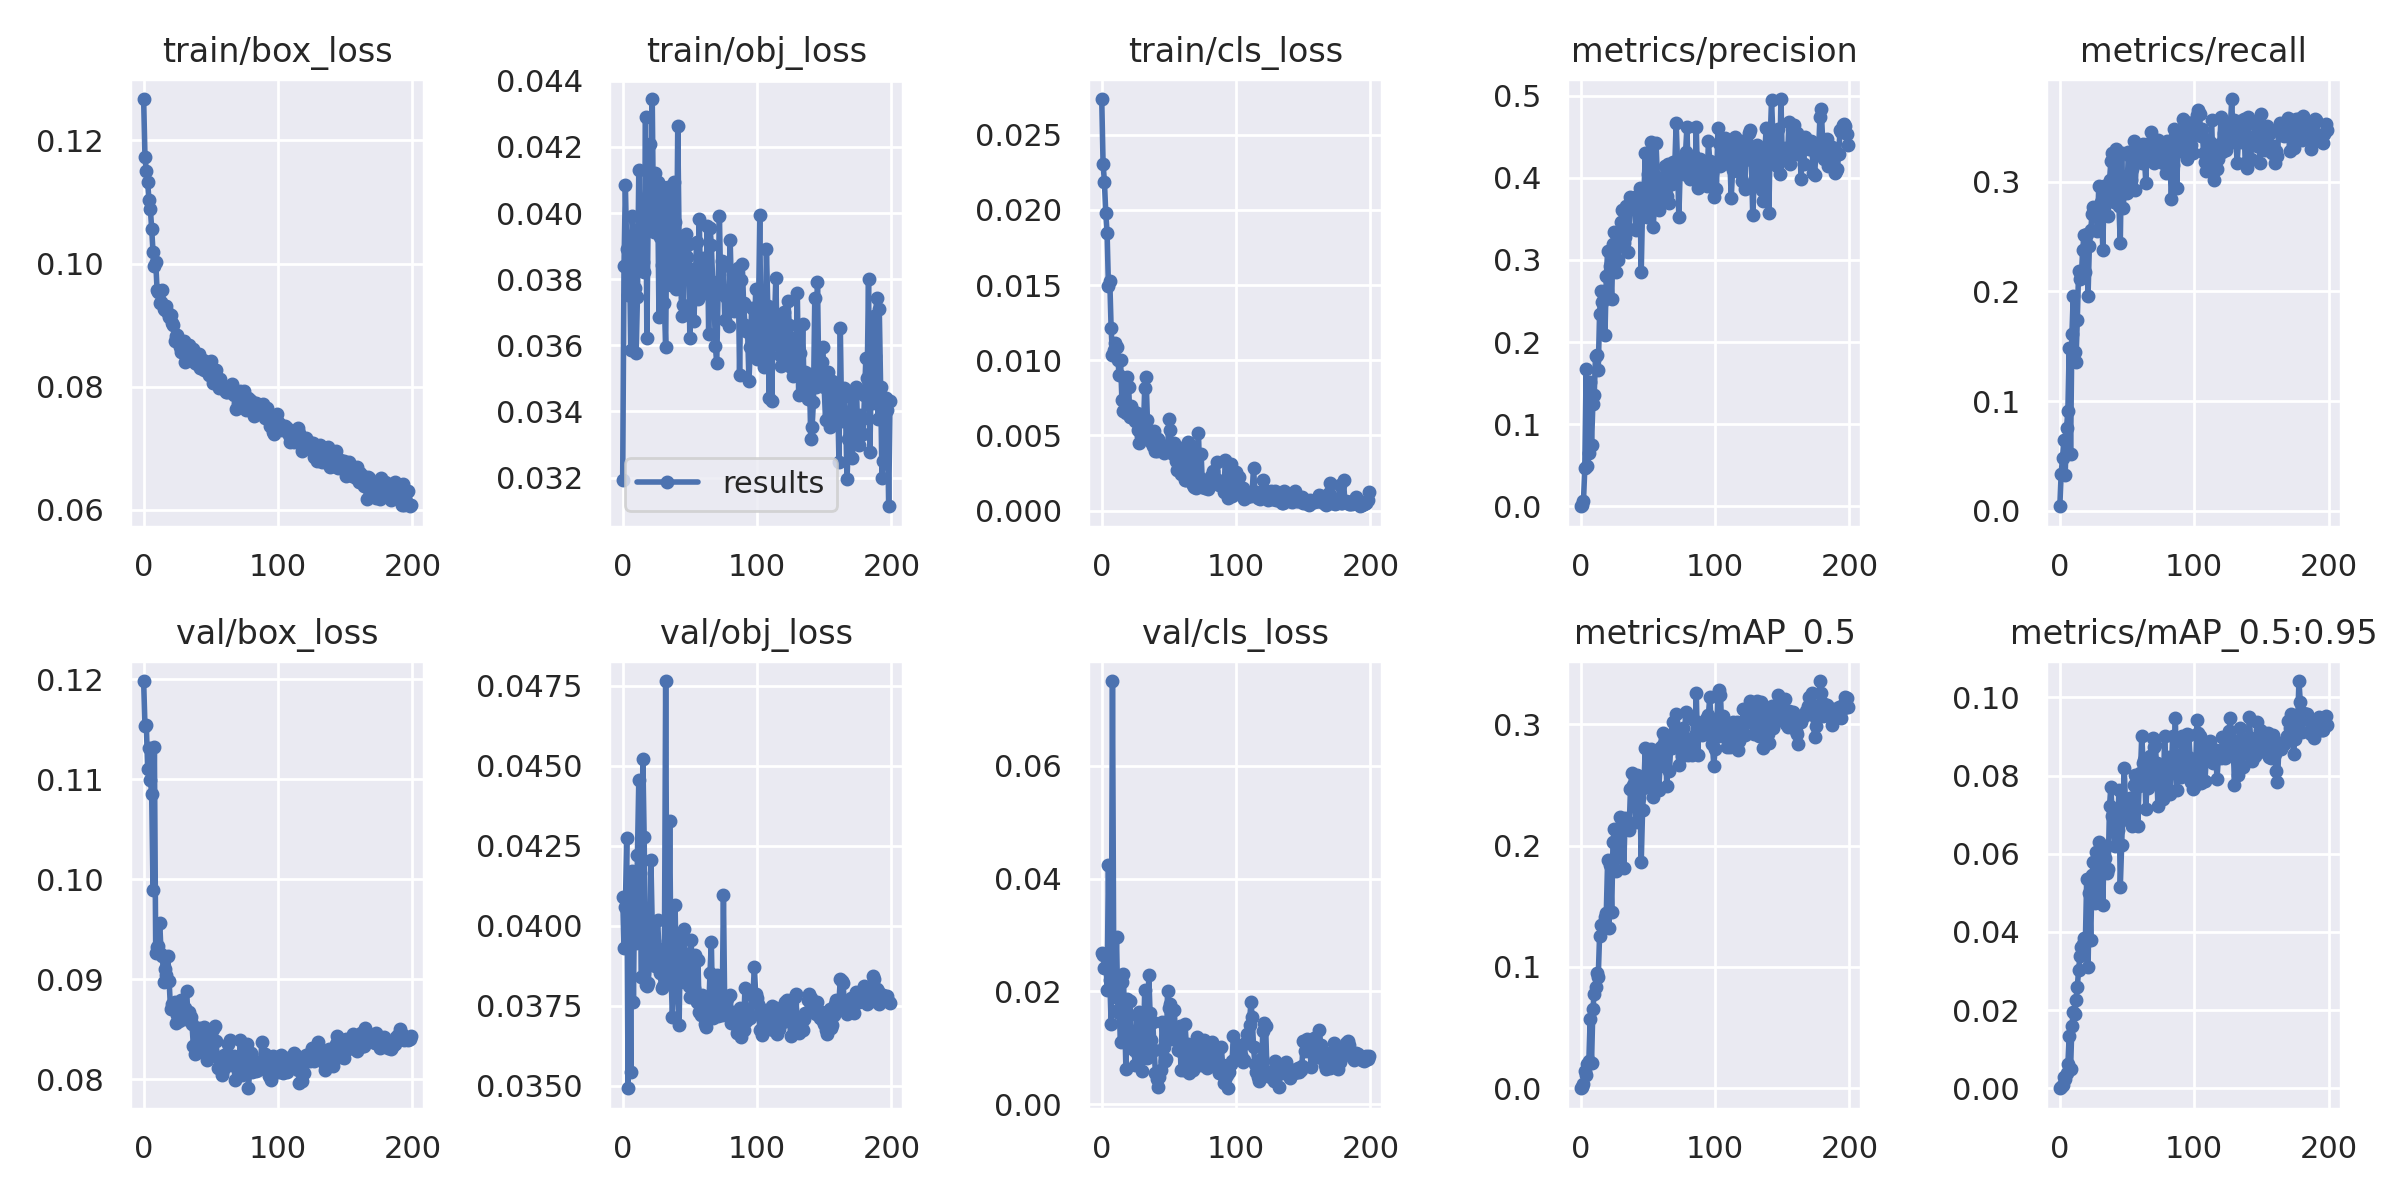 train/box_loss
0.12
0.10
0.08
0.06
0 100 200
train/obj_loss
0.044
0.042
0.040
0.038
0.036
0.034
0.032
results
0 100 200
train/cls_loss
0.025
0.020
0.015
0.010
0.005
0.000
0 100 200
metrics/precision
0.5
0.4
0.3
0.2
0.1
0.0
0 100 200
metrics/recall
0.3
0.2
0.1
0.0
0 100 200
val/box_loss
0.12
0.11
0.10
0.09
0.08
0 100 200
val/obj_loss
0.0475
0.0450
0.0425
0.0400
0.0375
0.0350
0 100 200
val/cls_loss
0.06
0.04
0.02
0.00
0 100 200
metrics/mAP_0.5
0.3
0.2
0.1
0.0
0 100 200
metrics/mAP_0.5:0.95
0.10
0.08
0.06
0.04
0.02
0.00
0 100 200